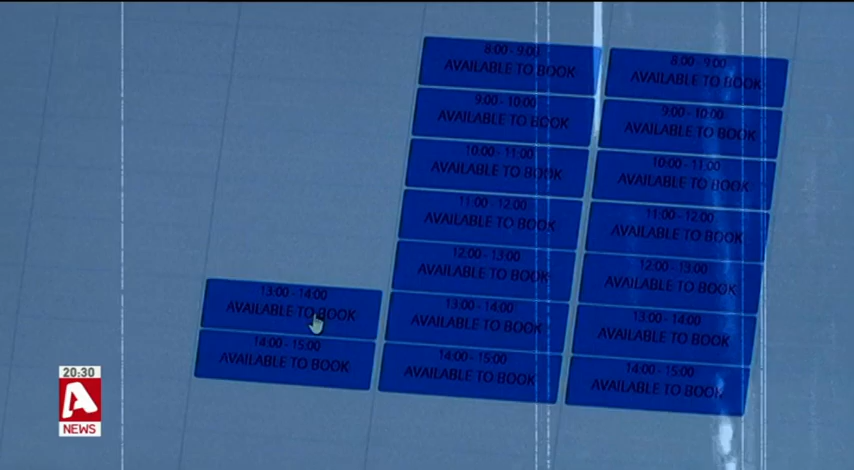 8:00 - 9:00
AVAILABLE TO BOOK
9:00 - 10:00
AVAILABLE TO BOOK
10:00 - 11:00
AVAILABLE TO BOOK
11:00 - 12:00
AVAILABLE TO BOOK
12:00 - 13:00
AVAILABLE TO BOOK
13:00 - 14:00
AVAILABLE TO BOOK
14:00 - 15:00
AVAILABLE TO BOOK
8:00 - 9:00
AVAILABLE TO BOOK
9:00 - 10:00
AVAILABLE TO BOOK
10:00 - 11:00
AVAILABLE TO BOOK
11:00 - 12:00
AVAILABLE TO BOOK
12:00 - 13:00
AVAILABLE TO BOOK
13:00 - 14:00
AVAILABLE TO BOOK
14:00 - 15:00
AVAILABLE TO BOOK
13:00 - 14:00
AVAILABLE TO BOOK
14:00 - 15:00
AVAILABLE TO BOOK
20:30
A
NEWS